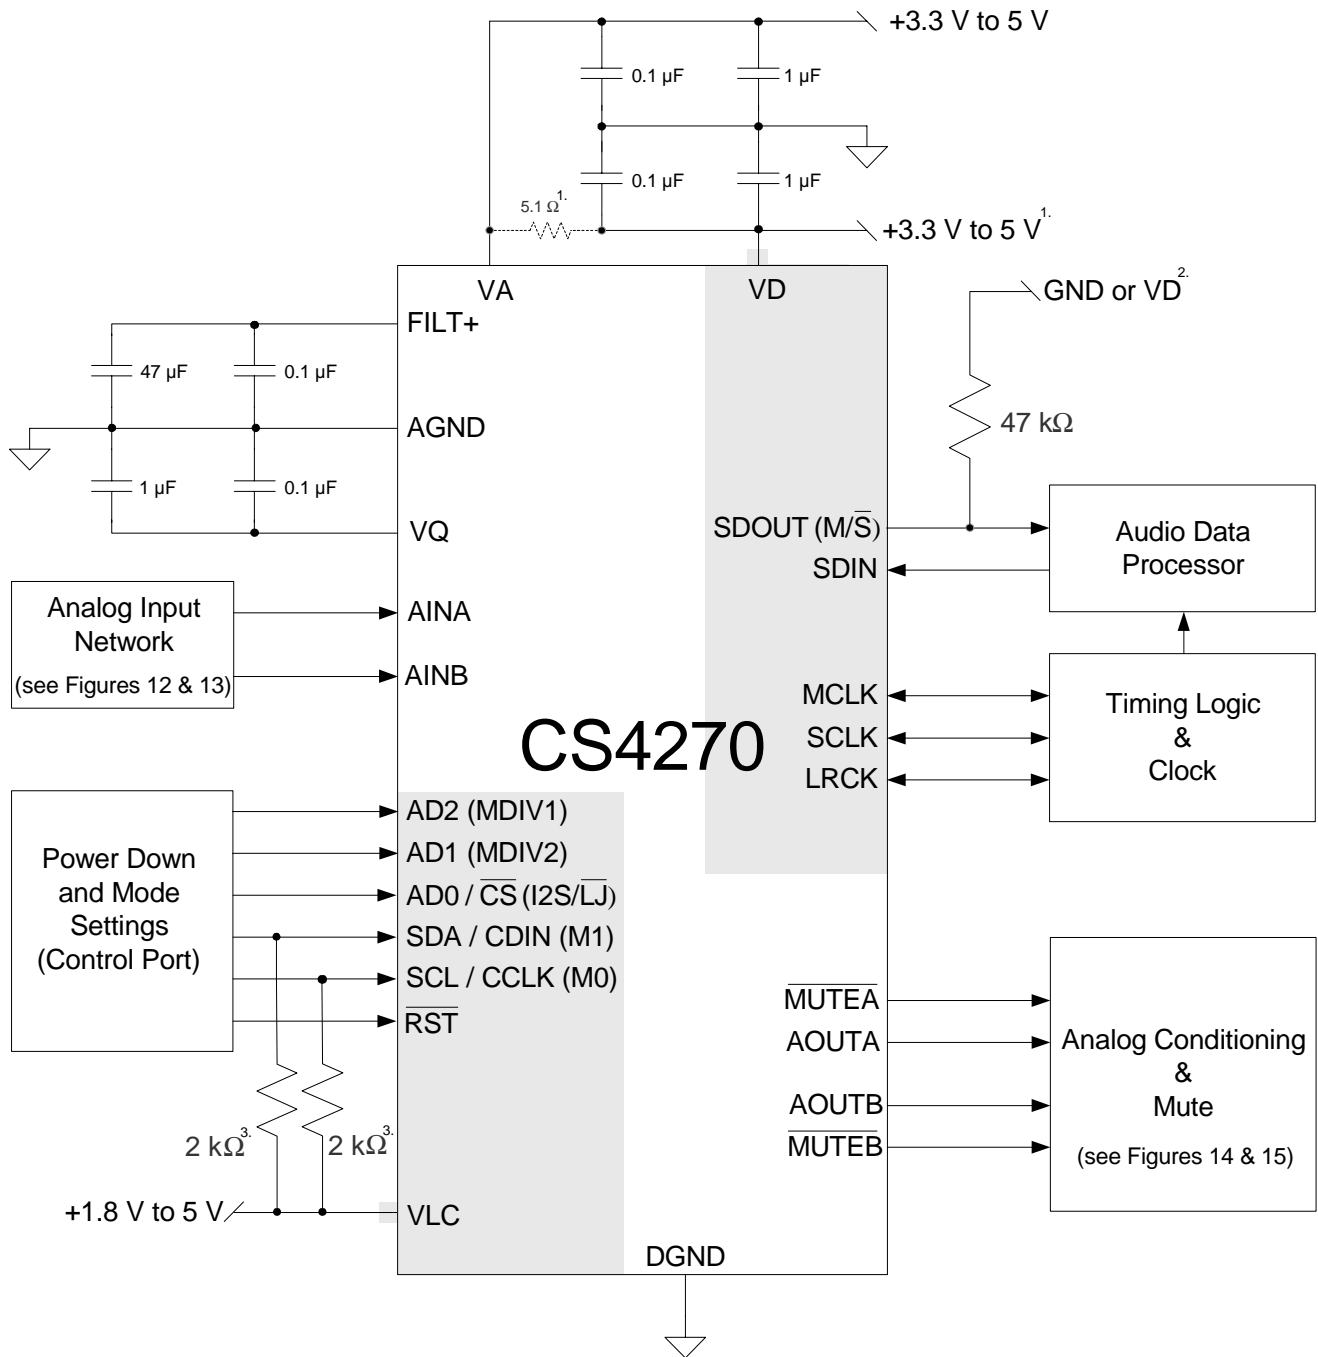 +3.3 V to 5 V
0.1 µF
1 µF
0.1 µF
1 µF
5.1 Ω1.
+3.3 V to 5 V1.
VA
VD
GND or VD2.
FILT+
47 µF
0.1 µF
47 kΩ
AGND
1 µF
0.1 µF
VQ
SDOUT (M/S̅)
SDIN
Audio Data
Processor
Analog Input
Network
(see Figures 12 & 13)
AINA
AINB
MCLK
SCLK
LRCK
Timing Logic
&
Clock
CS4270
Power Down
and Mode
Settings
(Control Port)
AD2 (MDIV1)
AD1 (MDIV2)
AD0 / C̅S̅ (I2S/L̅J̅)
SDA / CDIN (M1)
SCL / CCLK (M0)
R̅S̅T̅
2 kΩ3.
2 kΩ3.
+1.8 V to 5 V
VLC
M̅U̅T̅E̅A̅
AOUTA
AOUTB
M̅U̅T̅E̅B̅
Analog Conditioning
&
Mute
(see Figures 14 & 15)
DGND